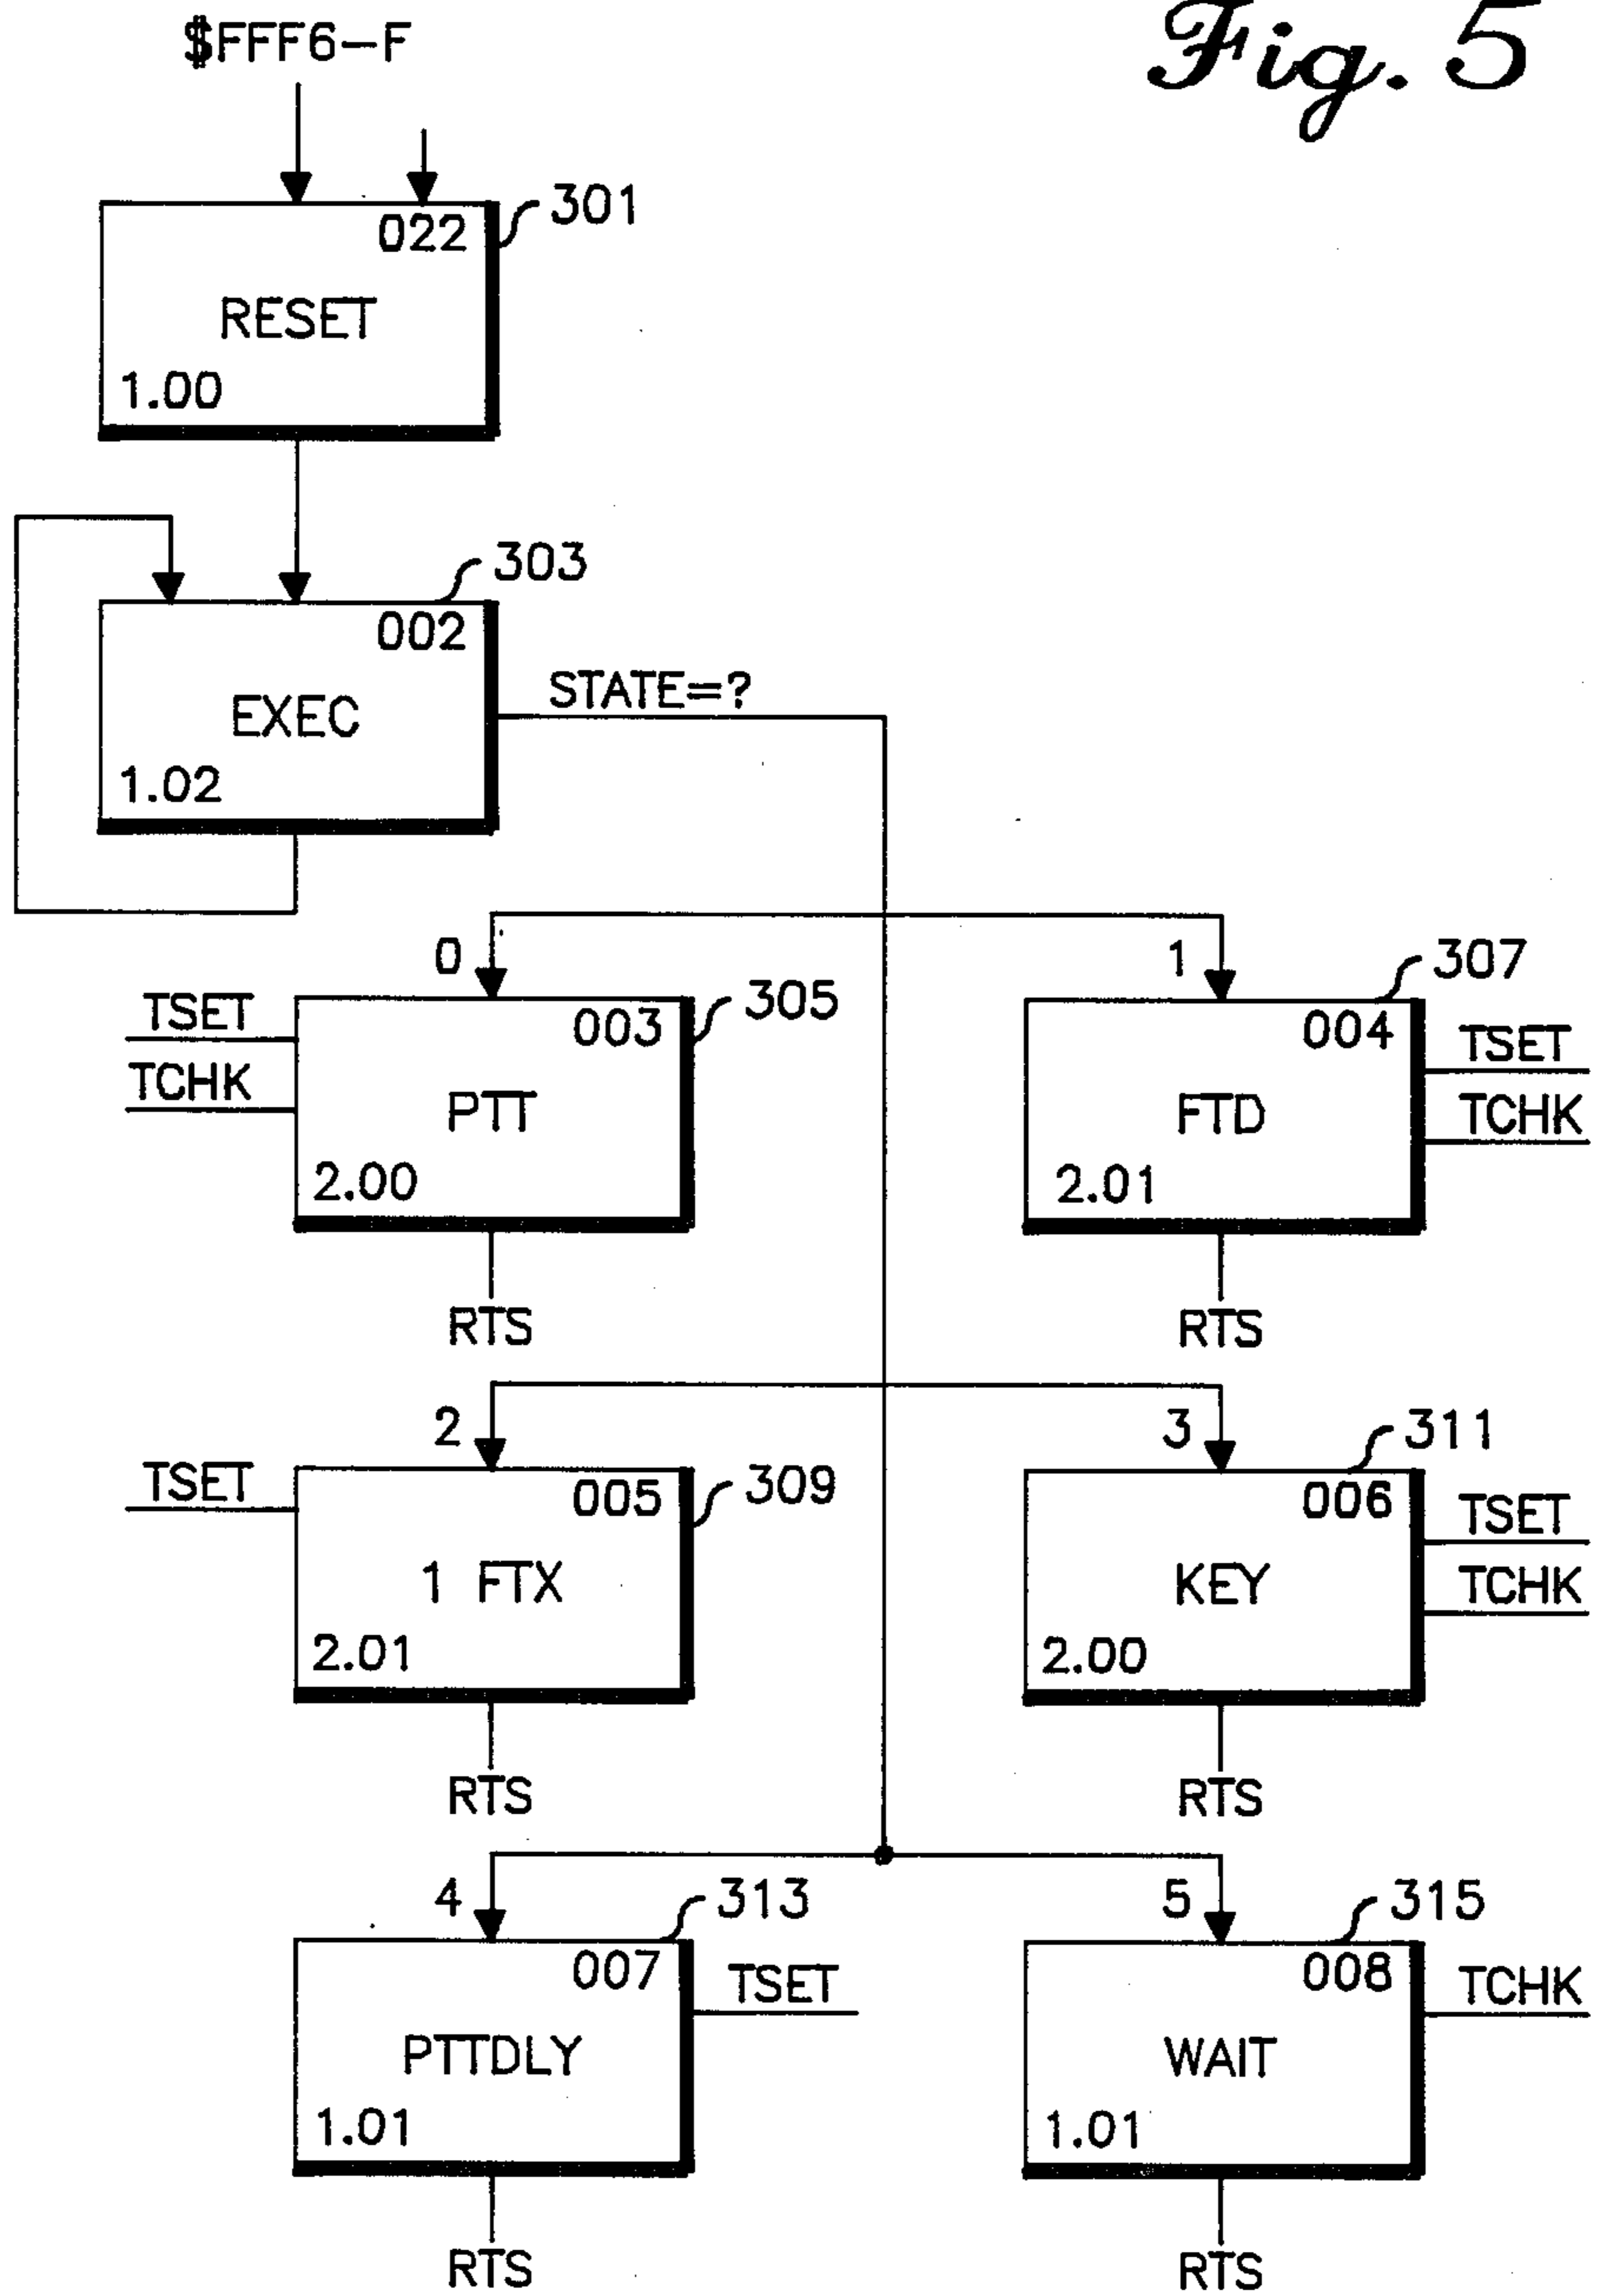 Fig. 5
$FFF6-F
301
022
RESET
1.00
303
002
EXEC
1.02
STATE=?
0
1
305
307
TSET
TCHK
003
PTT
2.00
RTS
004
FTD
2.01
TSET
TCHK
RTS
2
3
309
311
TSET
005
1 FTX
2.01
RTS
006
KEY
2.00
TSET
TCHK
RTS
4
5
313
315
007
PTTDLY
1.01
TSET
RTS
008
WAIT
1.01
TCHK
RTS